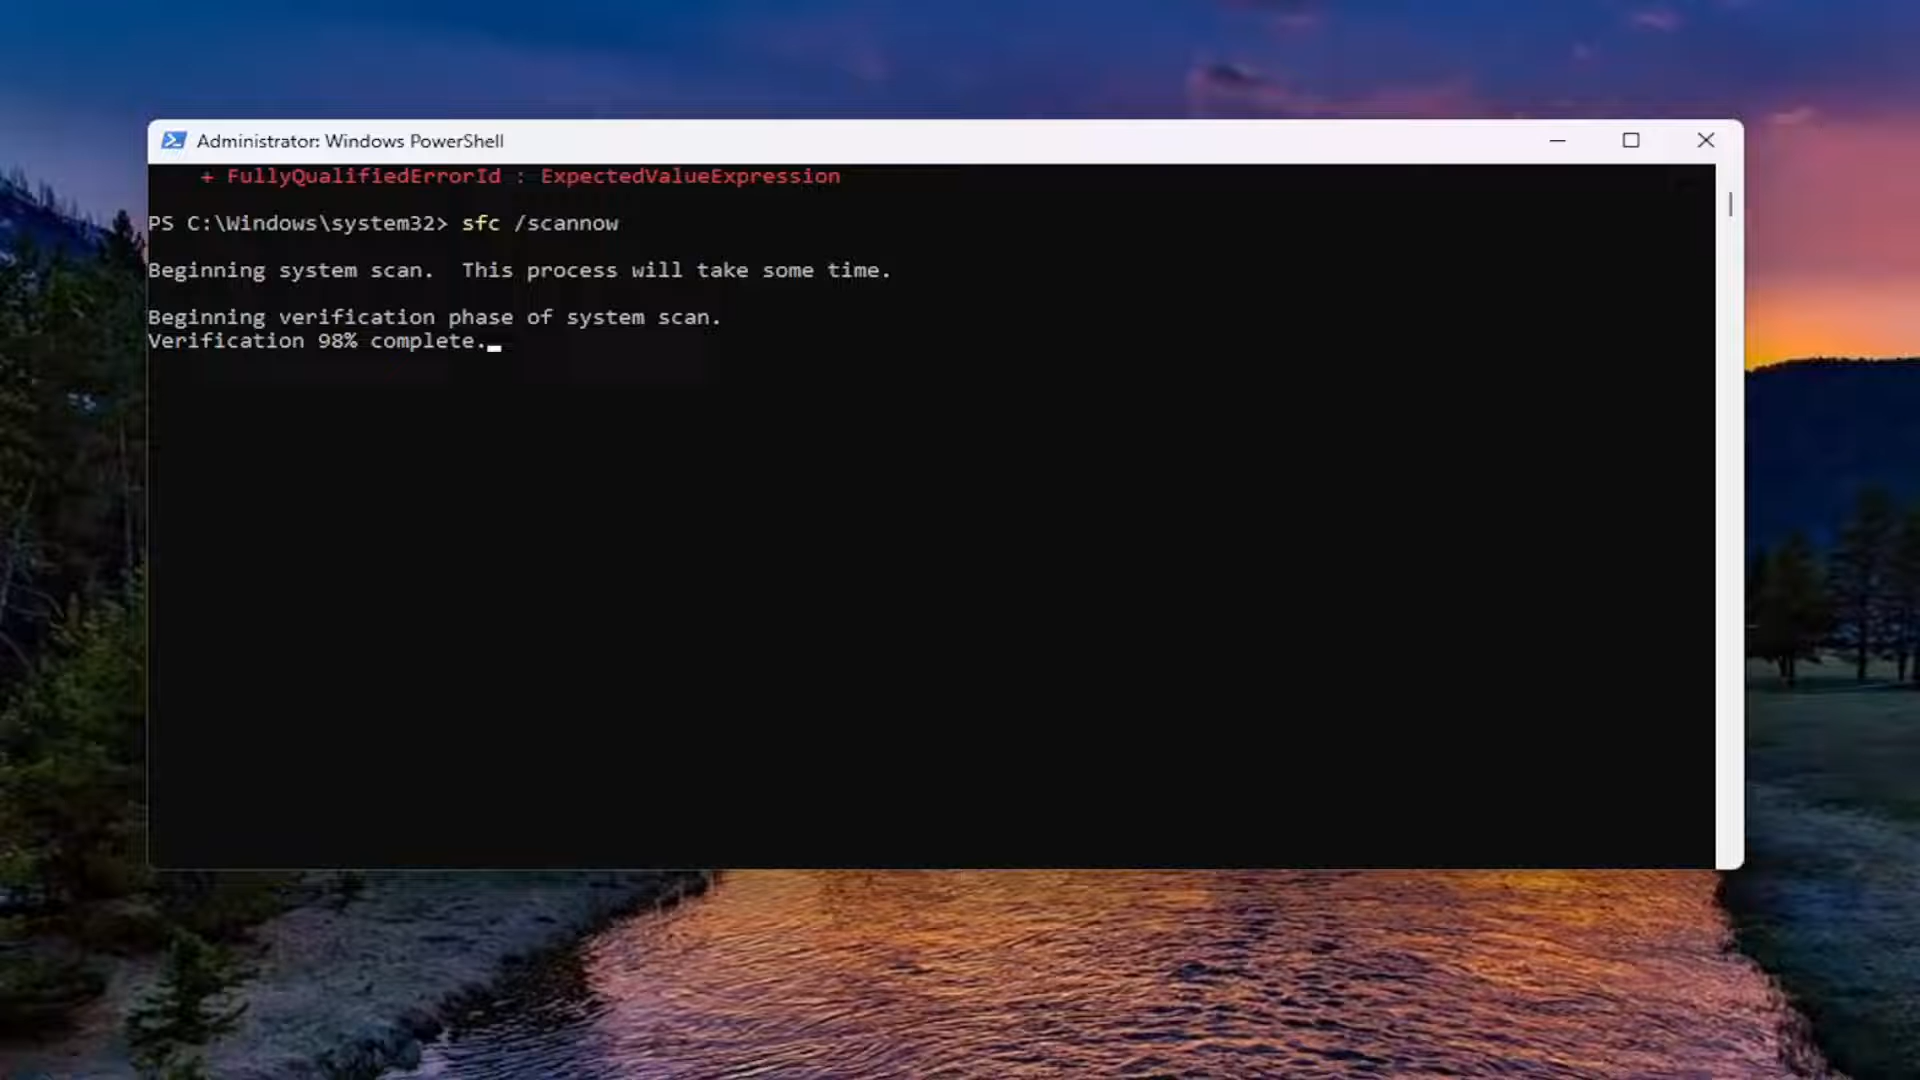 Administrator: Windows PowerShell
+ FullyQualifiedErrorId : ExpectedValueExpression
PS C:\Windows\system32> sfc /scannow
Beginning system scan.  This process will take some time.
Beginning verification phase of system scan.
Verification 98% complete.